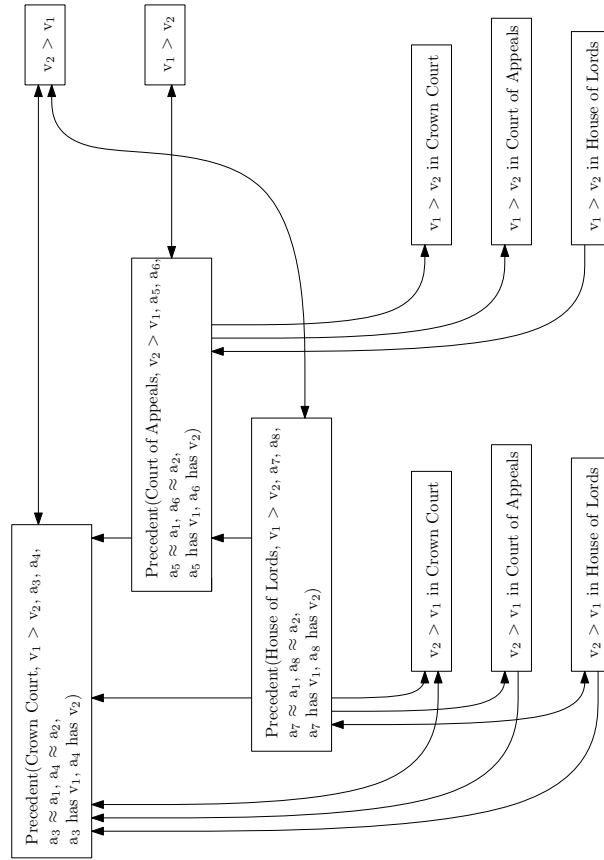 Precedent(Crown Court, v₁ > v₂, a₃, a₄,
a₃ ≈ a₁, a₄ ≈ a₂,
a₃ has v₁, a₄ has v₂)
v₂ > v₁
Precedent(Court of Appeals, v₂ > v₁, a₅, a₆,
a₅ ≈ a₁, a₆ ≈ a₂,
a₅ has v₁, a₆ has v₂)
v₁ > v₂
Precedent(House of Lords, v₁ > v₂, a₇, a₈,
a₇ ≈ a₁, a₈ ≈ a₂,
a₇ has v₁, a₈ has v₂)
v₂ > v₁ in Crown Court
v₁ > v₂ in Crown Court
v₂ > v₁ in Court of Appeals
v₁ > v₂ in Court of Appeals
v₂ > v₁ in House of Lords
v₁ > v₂ in House of Lords